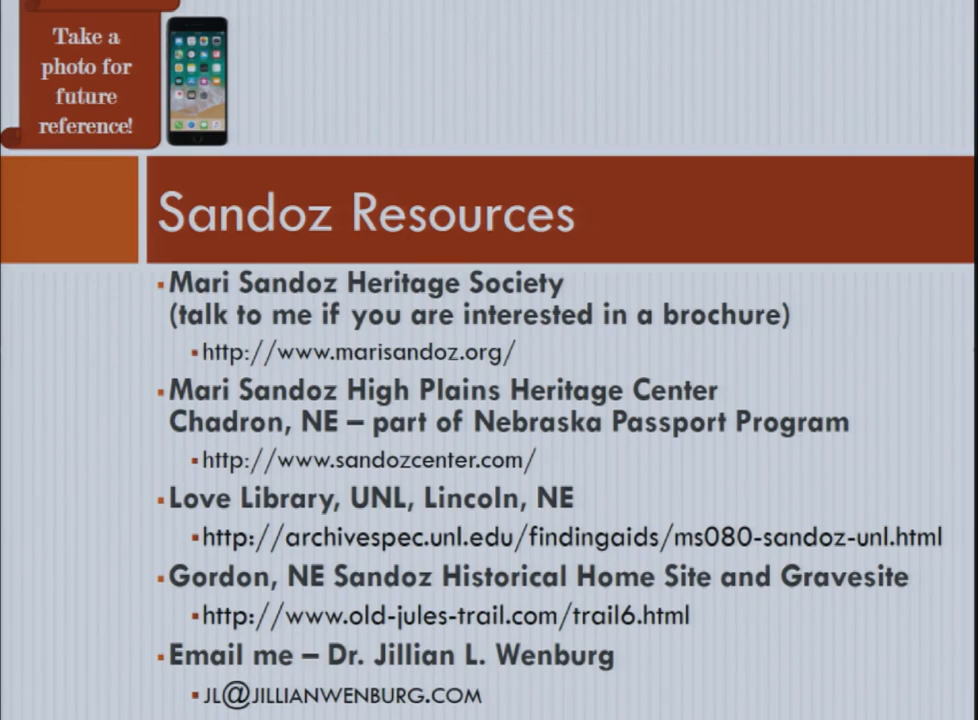 Take a
photo for
future
reference!
Sandoz Resources
Mari Sandoz Heritage Society
(talk to me if you are interested in a brochure)
http://www.marisandoz.org/
Mari Sandoz High Plains Heritage Center
Chadron, NE – part of Nebraska Passport Program
http://www.sandozcenter.com/
Love Library, UNL, Lincoln, NE
http://archivespec.unl.edu/findingaids/ms080-sandoz-unl.html
Gordon, NE Sandoz Historical Home Site and Gravesite
http://www.old-jules-trail.com/trail6.html
Email me – Dr. Jillian L. Wenburg
JL@JILLIANWENBURG.COM